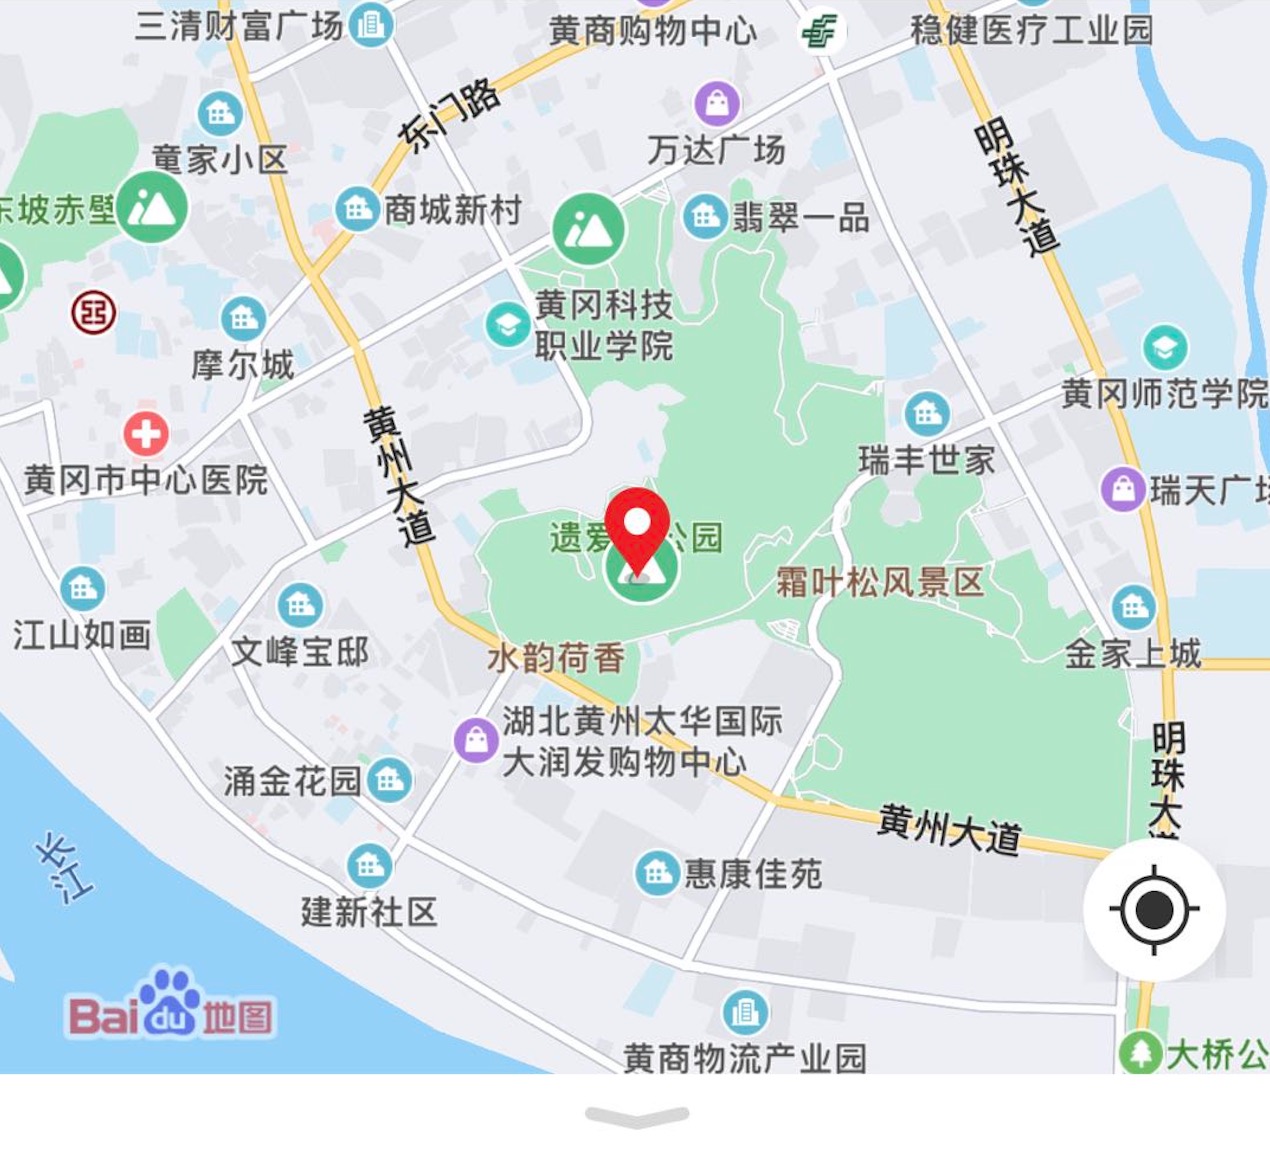 三清财富广场
黄商购物中心
稳健医疗工业园
东门路
童家小区
万达广场
明珠大道
东坡赤壁
商城新村
翡翠一品
黄冈科技
职业学院
摩尔城
黄冈师范学院
黄州大道
瑞丰世家
黄冈市中心医院
瑞天广场
遗爱
公园
霜叶松风景区
江山如画
文峰宝邸
水韵荷香
金家上城
湖北黄州太华国际
大润发购物中心
明珠大道
涌金花园
黄州大道
长江
惠康佳苑
建新社区
Baidu地图
黄商物流产业园
大桥公